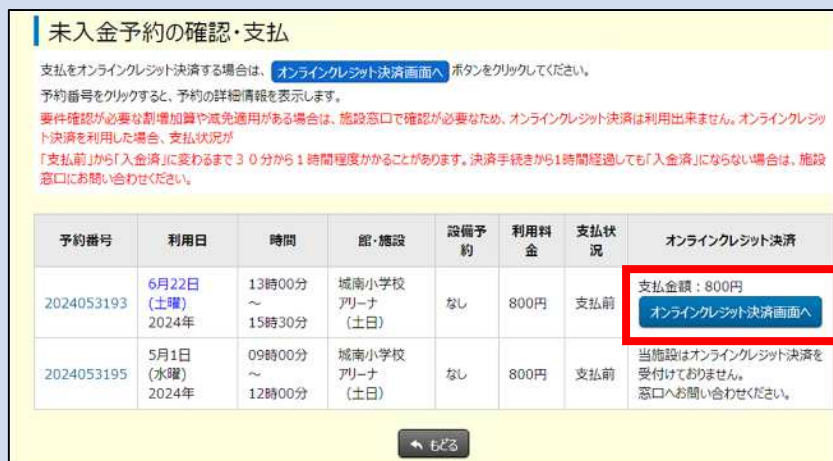 未入金予約の確認・支払
支払をオンラインクレジット決済する場合は、 オンラインクレジット決済画面へ ボタンをクリックしてください。
予約番号をクリックすると、予約の詳細情報を表示します。
要件確認が必要な割増加算や減免適用がある場合は、施設窓口で確認が必要なため、オンラインクレジット決済は利用出来ません。オンラインクレジッ
ト決済を利用した場合、支払状況が
「支払前」から「入金済」に変わるまで３０分から１時間程度かかることがあります。決済手続きから1時間経過しても「入金済」にならない場合は、施設
窓口にお問い合わせください。
予約番号 利用日 時間 館・施設 設備予約 利用料金 支払状況 オンラインクレジット決済
2024053193
6月22日
(土曜)
2024年
13時00分
～
15時30分
城南小学校
アリーナ
（土日）
なし
800円
支払前
支払金額：800円
オンラインクレジット決済画面へ
2024053195
5月1日
(水曜)
2024年
09時00分
～
12時00分
城南小学校
アリーナ
（土日）
なし
800円
支払前
当施設はオンラインクレジット決済を
受付けておりません。
窓口へお問い合わせください。
もどる